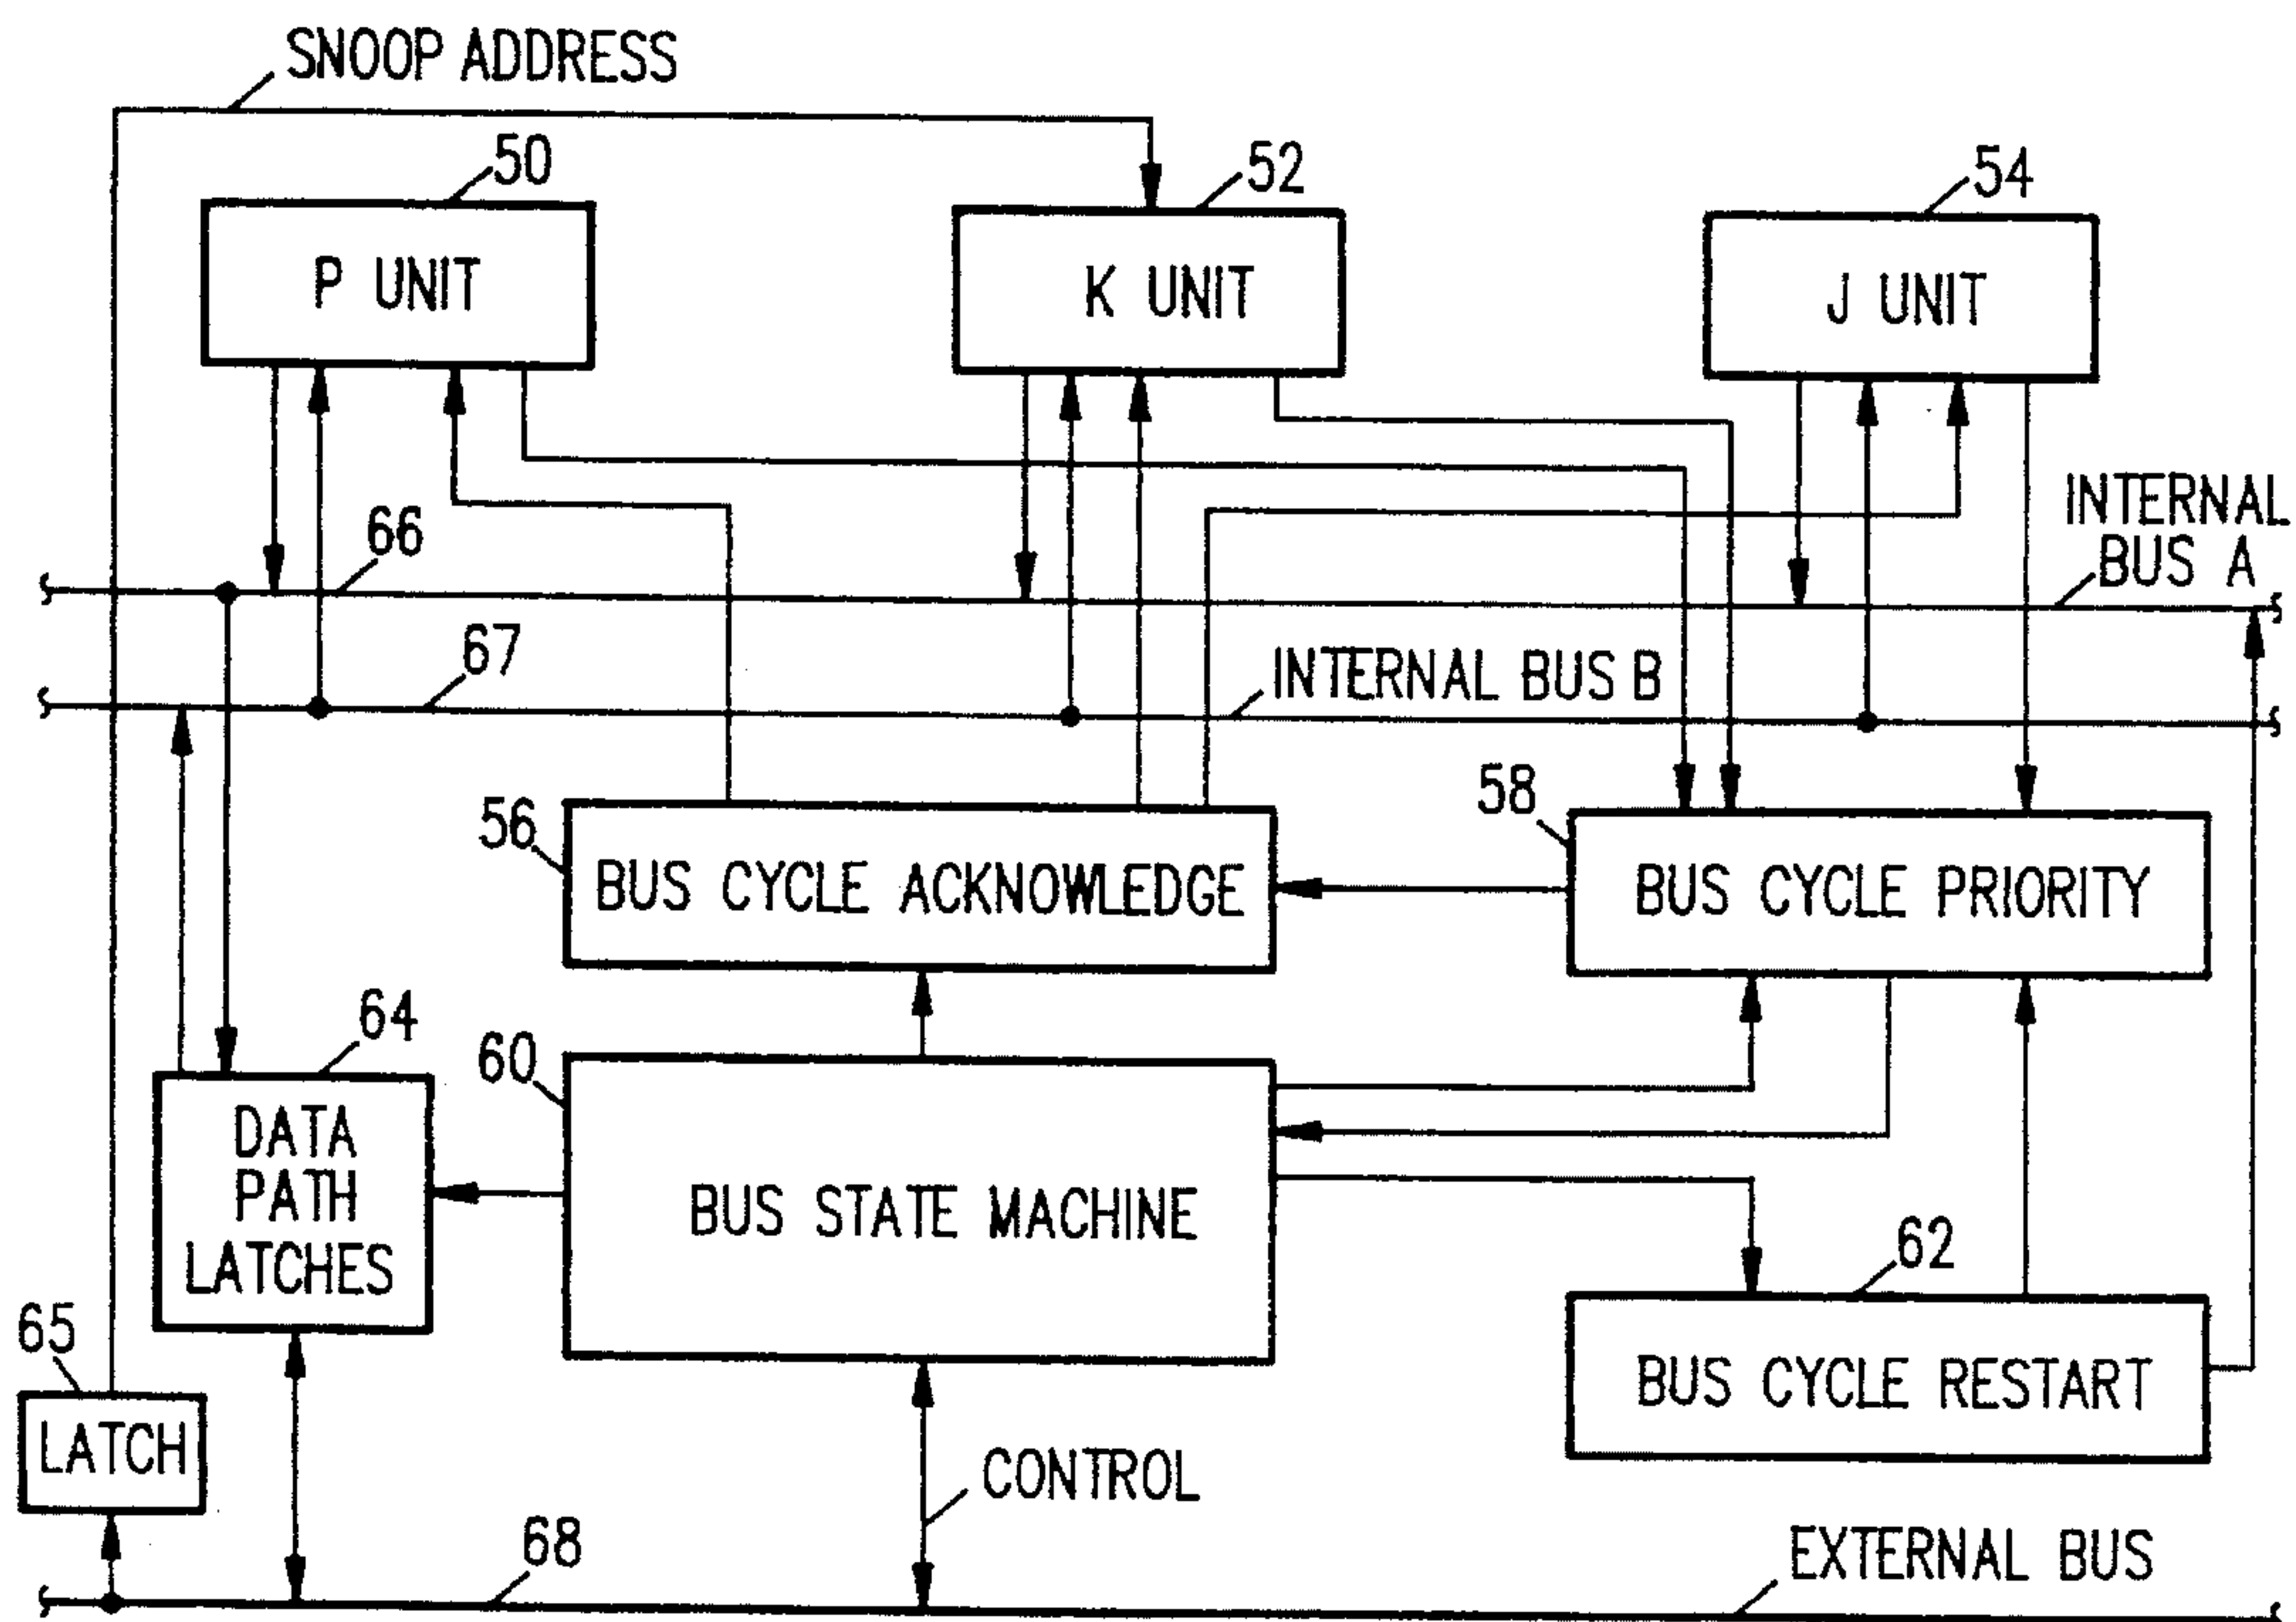 SNOOP ADDRESS
50
52
54
P UNIT
K UNIT
J UNIT
66
INTERNAL
BUS A
67
INTERNAL BUS B
56
58
BUS CYCLE ACKNOWLEDGE
BUS CYCLE PRIORITY
64
60
DATA
PATH
LATCHES
BUS STATE MACHINE
62
65
BUS CYCLE RESTART
LATCH
CONTROL
68
EXTERNAL BUS